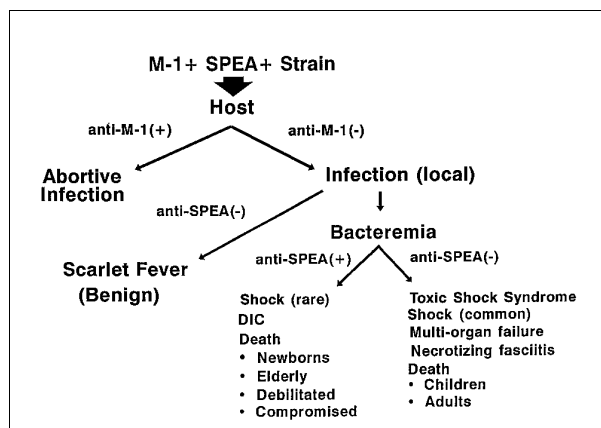 M-1+ SPEA+ Strain
Host
anti-M-1(+)
anti-M-1(-)
Abortive
Infection
Infection (local)
anti-SPEA(-)
Bacteremia
anti-SPEA(+)
anti-SPEA(-)
Scarlet Fever
(Benign)
Shock (rare)
DIC
Death
• Newborns
• Elderly
• Debilitated
• Compromised
Toxic Shock Syndrome
Shock (common)
Multi-organ failure
Necrotizing fasciitis
Death
• Children
• Adults